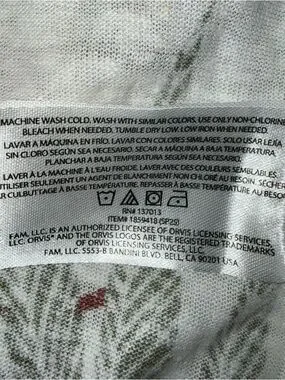 MACHINE WASH COLD. WASH WITH SIMILAR COLORS. USE ONLY NON-CHLORINE
BLEACH WHEN NEEDED. TUMBLE DRY LOW. LOW IRON WHEN NEEDED.
LAVAR A MÁQUINA EN FRÍO. LAVAR CON COLORES SIMILARES. SOLO USAR LEJÍA
SIN CLORO SEGÚN SEA NECESARIO. SECAR A MÁQUINA A BAJA TEMPERATURA.
PLANCHAR A BAJA TEMPERATURA SEGÚN SEA NECESARIO.
LAVER À LA MACHINE À L'EAU FROIDE. LAVER AVEC DES COULEURS SEMBLABLES.
UTILISER SEULEMENT UN AGENT DE BLANCHIMENT NON CHLORÉ AU BESOIN. SÉCHER
PAR CULBUTTAGE À BASSE TEMPÉRATURE. REPASSER À BASSE TEMPÉRATURE AU BESOIN
RN# 137013
ITEM# 1859418 (SP25)
FAM, LLC. IS AN AUTHORIZED LICENSEE OF ORVIS LICENSING SERVICES,
LLC. ORVIS® AND THE ORVIS LOGOS ARE THE REGISTERED TRADEMARKS
OF ORVIS LICENSING SERVICES, LLC.
FAM, LLC. 5553-B BANDINI BLVD. BELL, CA 90201 USA